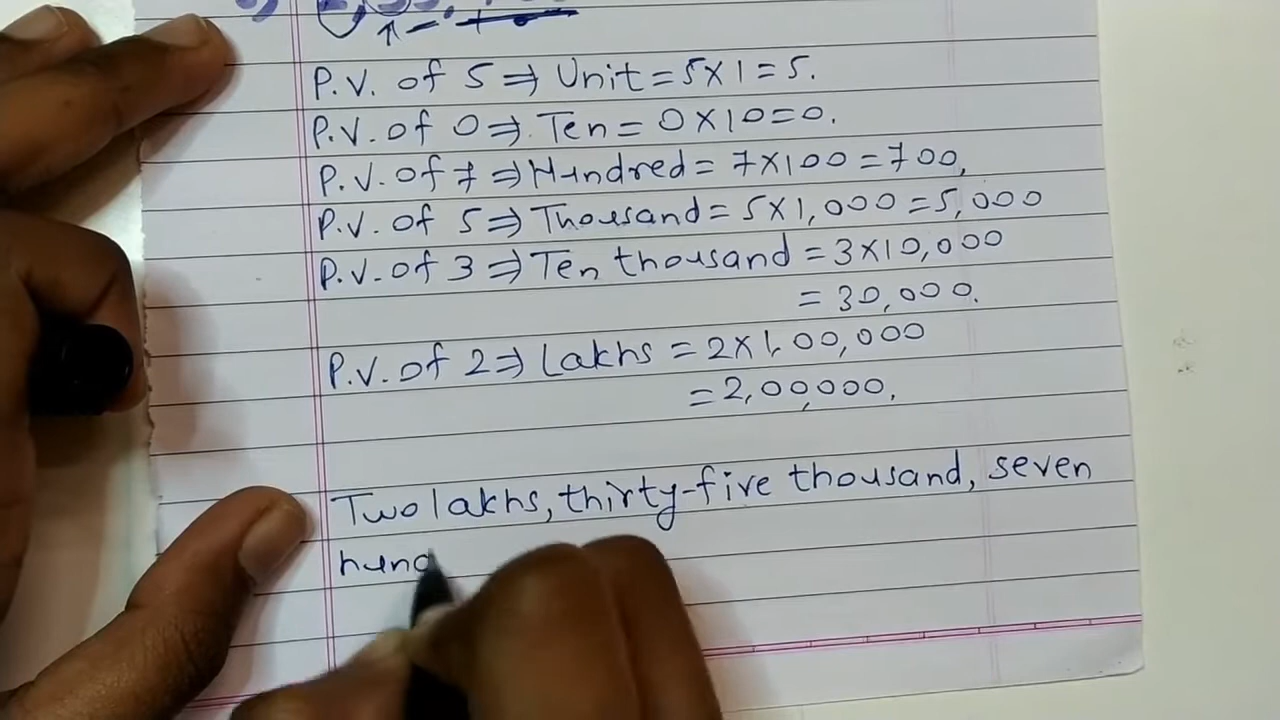 P.V. of 5 ⇒ Unit = 5×1 = 5.
P.V. of 0 ⇒ Ten = 0×10=0.
P.V. of 7 ⇒ Hundred = 7×100 = 700,
P.V. of 5 ⇒ Thousand = 5×1,000 = 5,000
P.V. of 3 ⇒ Ten thousand = 3×10,000
= 30,000.
P.V. of 2 ⇒ Lakhs = 2×1,00,000
= 2,00,000.
Two lakhs, thirty-five thousand, seven